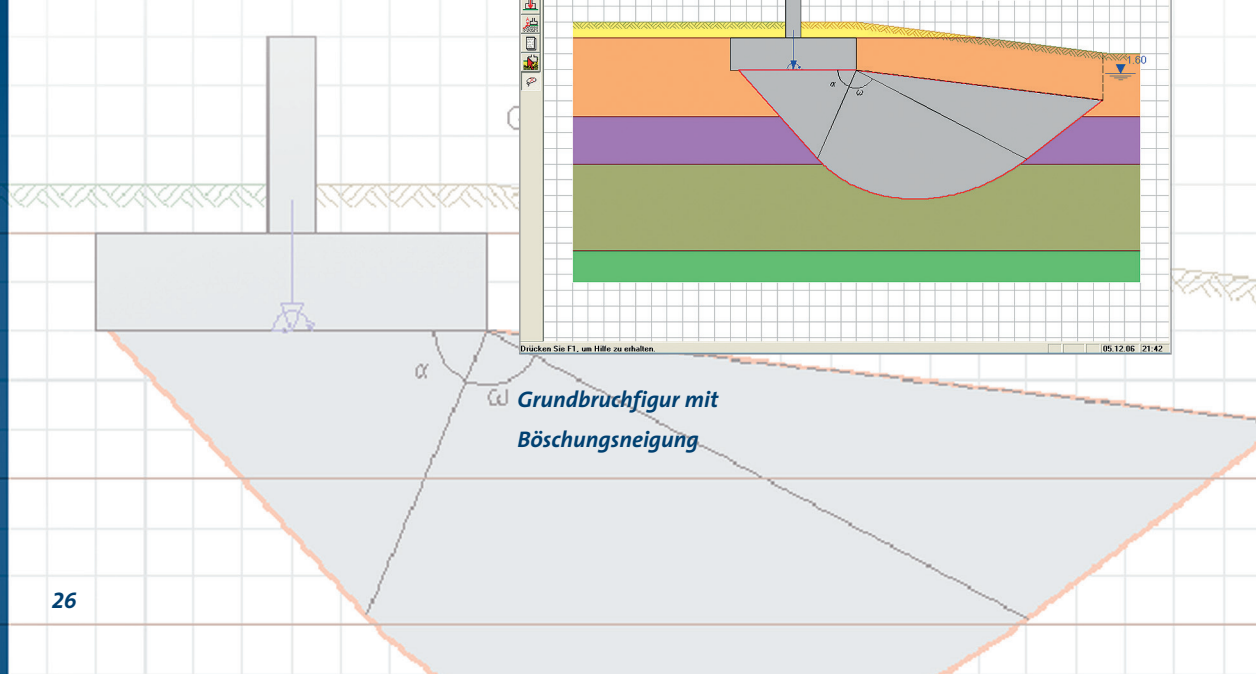 1.60
α
ω
Drücken Sie F1, um Hilfe zu erhalten.
05.12.06 21:42
α
ω
Grundbruchfigur mit
Böschungsneigung
26